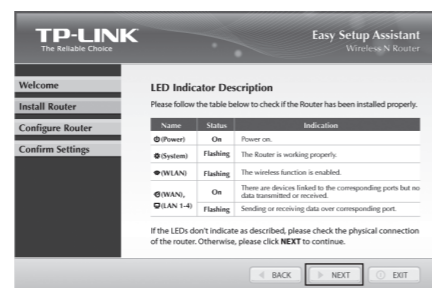 TP-LINK
The Reliable Choice
Easy Setup Assistant
Wireless N Router
Welcome
Install Router
Configure Router
Confirm Settings
LED Indicator Description
Please follow the table below to check if the Router has been installed properly.
Name Status Indication
(Power) On Power on.
(System) Flashing The Router is working properly.
(WLAN) Flashing The wireless function is enabled.
(WAN), (LAN 1-4) On There are devices linked to the corresponding ports but no
data transmitted or received.
Flashing Sending or receiving data over corresponding port.
If the LEDs don't indicate as described, please check the physical connection
of the router. Otherwise, please click NEXT to continue.
BACK NEXT EXIT